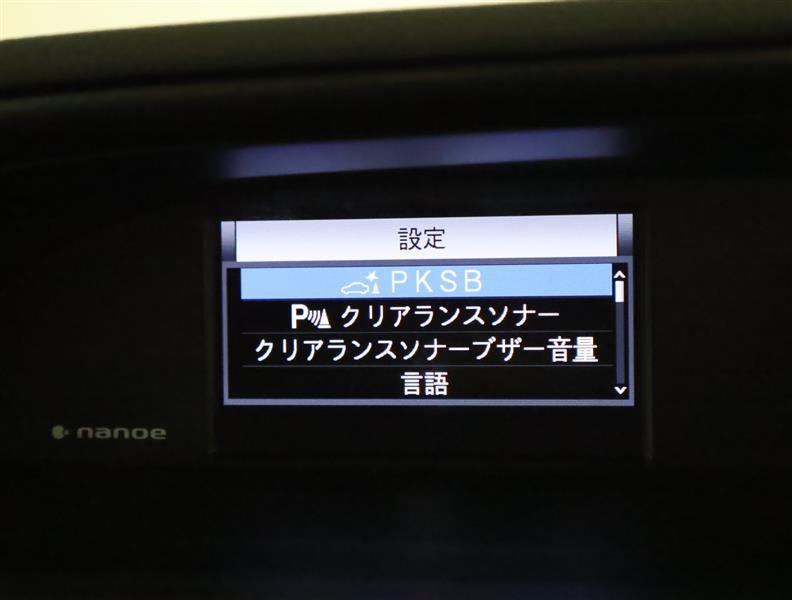 設定
PKSB
P クリアランスソナー
クリアランスソナーブザー音量
言語
nanoe